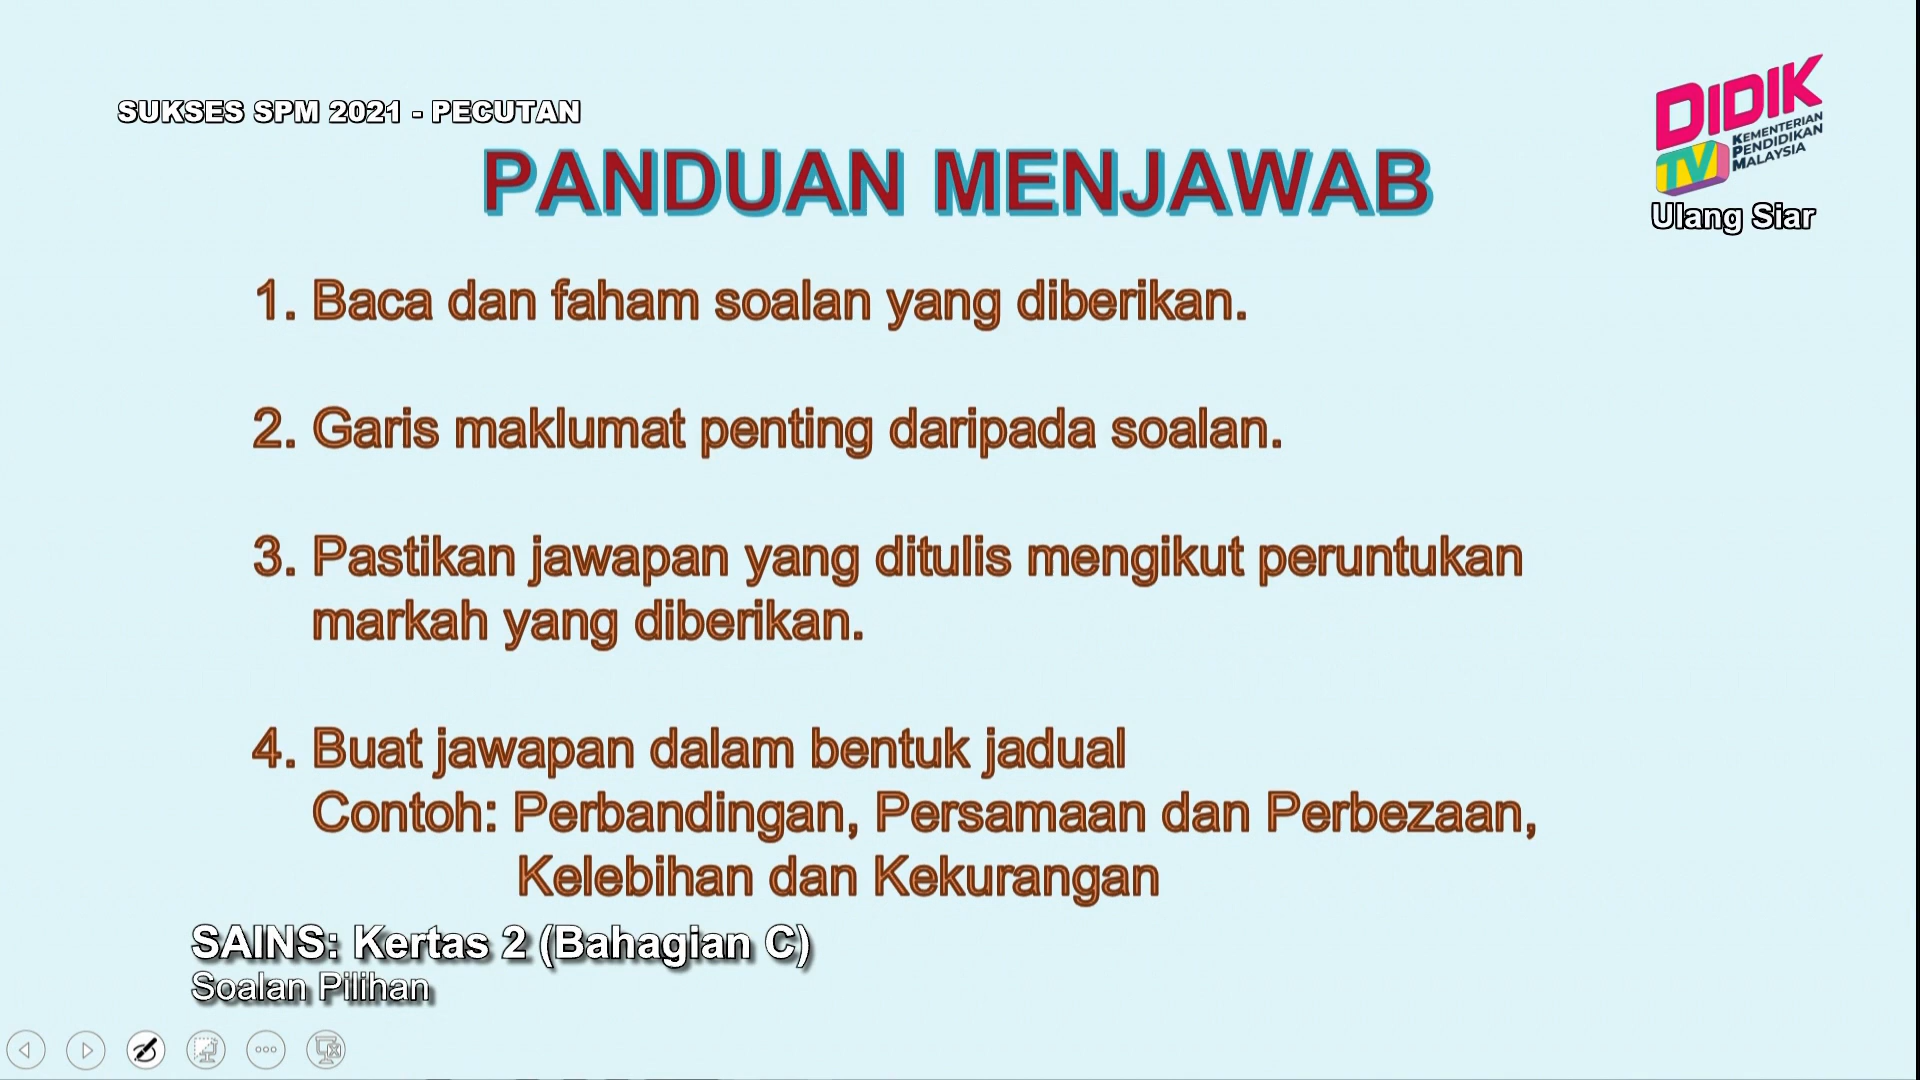 SUKSES SPM 2021 - PECUTAN
DIDIK
TV
KEMENTERIAN
PENDIDIKAN
MALAYSIA
Ulang Siar
PANDUAN MENJAWAB
1. Baca dan faham soalan yang diberikan.
2. Garis maklumat penting daripada soalan.
3. Pastikan jawapan yang ditulis mengikut peruntukan
markah yang diberikan.
4. Buat jawapan dalam bentuk jadual
Contoh: Perbandingan, Persamaan dan Perbezaan,
Kelebihan dan Kekurangan
SAINS: Kertas 2 (Bahagian C)
Soalan Pilihan